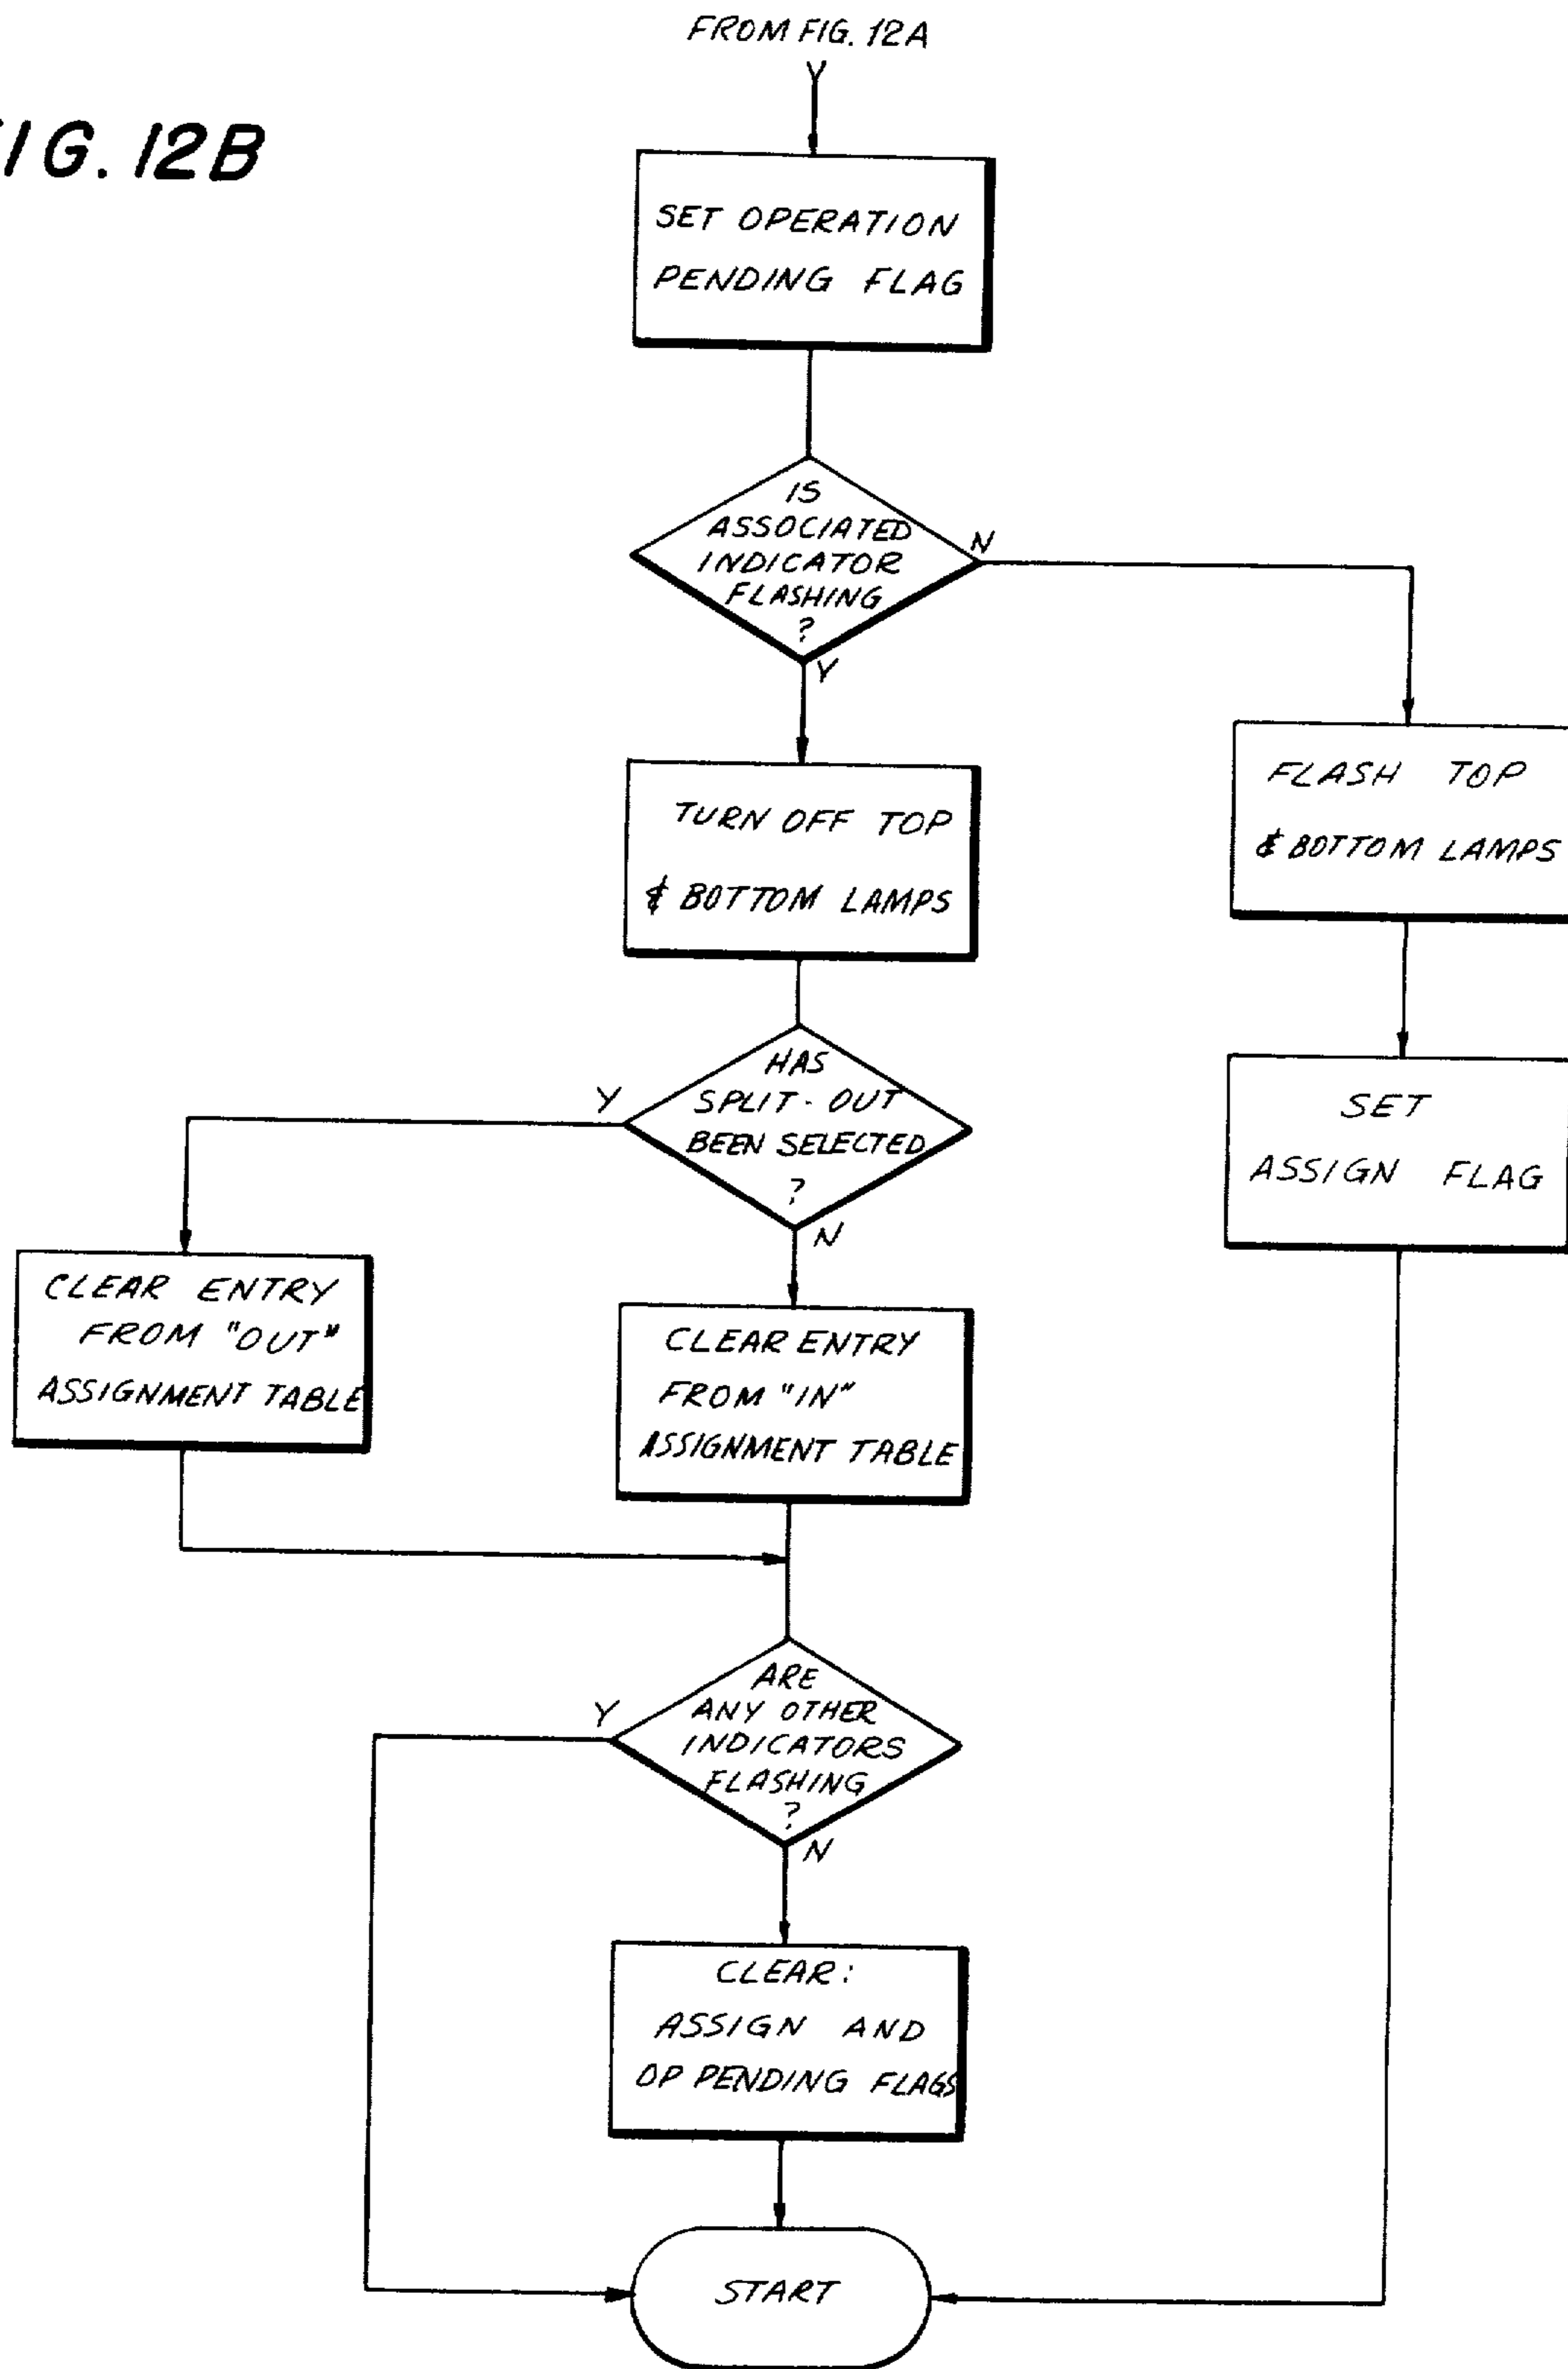 FROM FIG. 12A
Y
FIG. 12B
SET OPERATION
PENDING FLAG
IS
ASSOCIATED
INDICATOR
FLASHING
?
N
Y
TURN OFF TOP
& BOTTOM LAMPS
FLASH TOP
& BOTTOM LAMPS
HAS
SPLIT-OUT
BEEN SELECTED
?
Y
N
SET
ASSIGN FLAG
CLEAR ENTRY
FROM "OUT"
ASSIGNMENT TABLE
CLEAR ENTRY
FROM "IN"
ASSIGNMENT TABLE
ARE
ANY OTHER
INDICATORS
FLASHING
?
Y
N
CLEAR:
ASSIGN AND
OP PENDING FLAGS
START